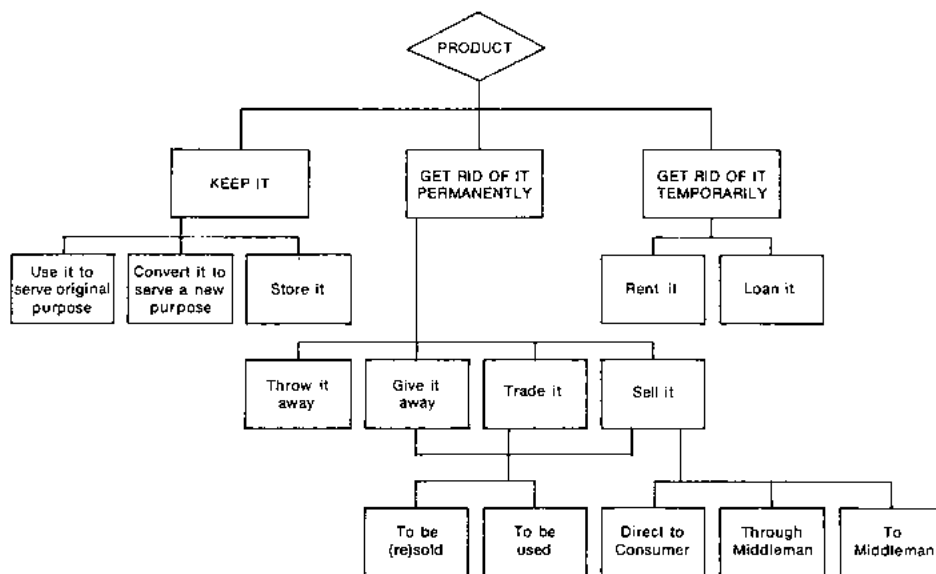 PRODUCT
KEEP IT
GET RID OF IT
PERMANENTLY
GET RID OF IT
TEMPORARILY
Use it to
serve original
purpose
Convert it to
serve a new
purpose
Store it
Rent it
Loan it
Throw it
away
Give it
away
Trade it
Sell it
To be
(re)sold
To be
used
Direct to
Consumer
Through
Middleman
To
Middleman